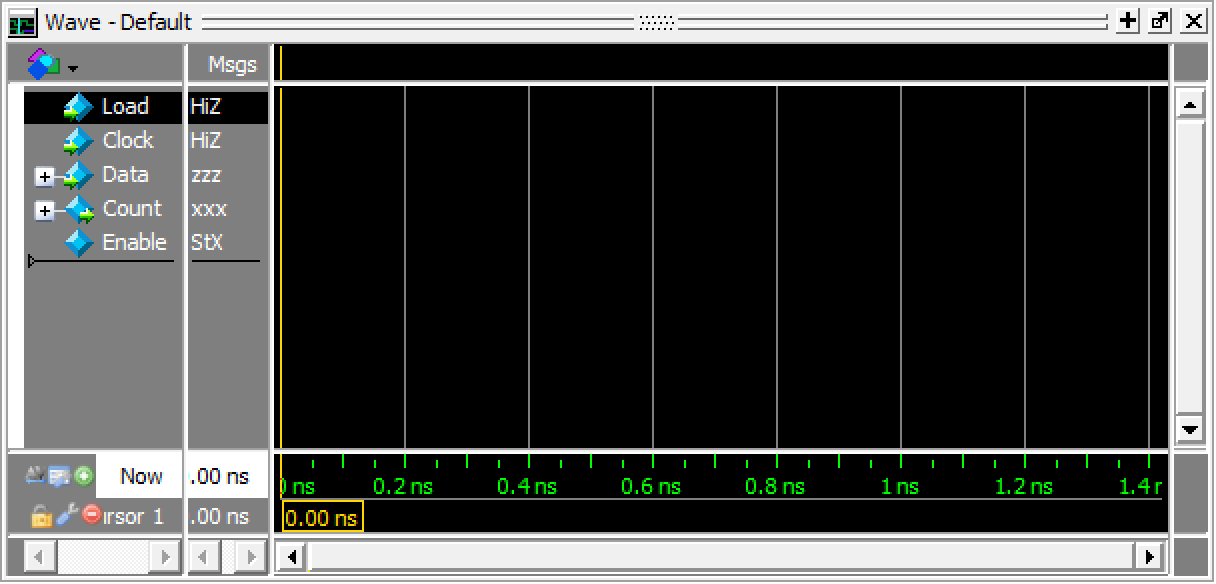 Wave - Default
Msgs
Load HiZ
Clock HiZ
Data zzz
Count xxx
Enable StX
Now .00 ns
ns 0.2 ns 0.4 ns 0.6 ns 0.8 ns 1 ns 1.2 ns 1.4 r
irsor 1 .00 ns 0.00 ns